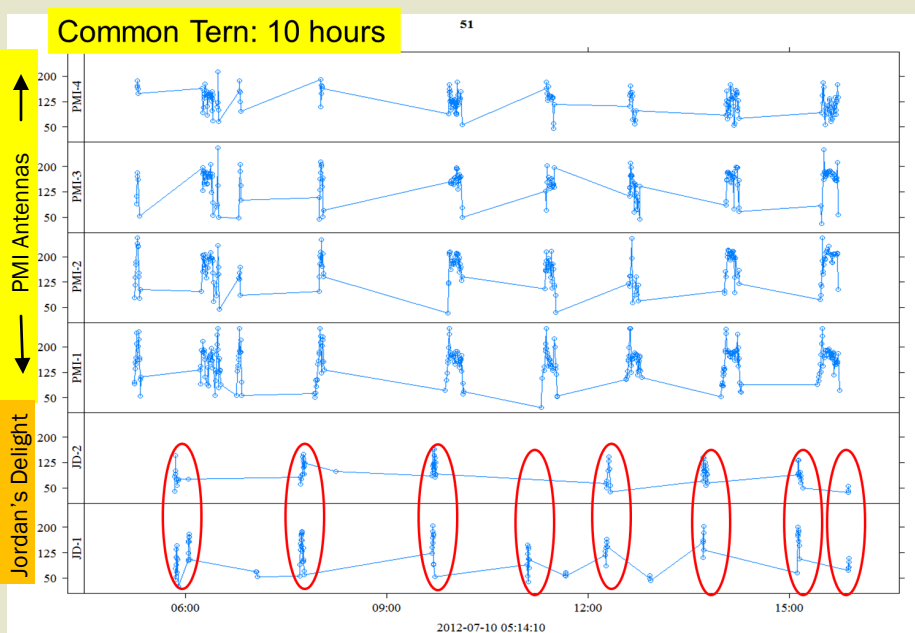 Common Tern: 10 hours
51
PMI Antennas
Jordan's Delight
PMI-4
200
125
50
PMI-3
200
125
50
PMI-2
200
125
50
PMI-1
200
125
50
JD-2
200
125
50
JD-1
200
125
50
06:00 09:00 12:00 15:00
2012-07-10 05:14:10